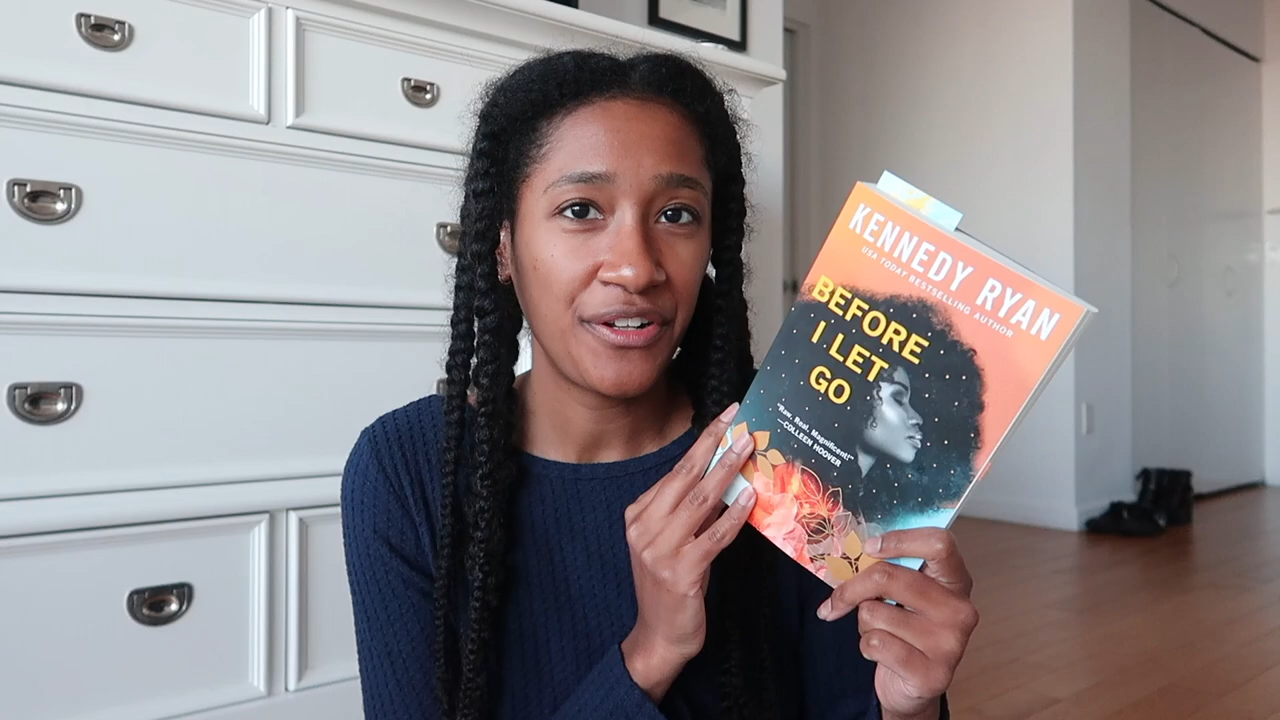 KENNEDY RYAN
USA TODAY BESTSELLING AUTHOR
BEFORE
I LET
GO
"Raw. Real. Magnificent!"
—COLLEEN HOOVER